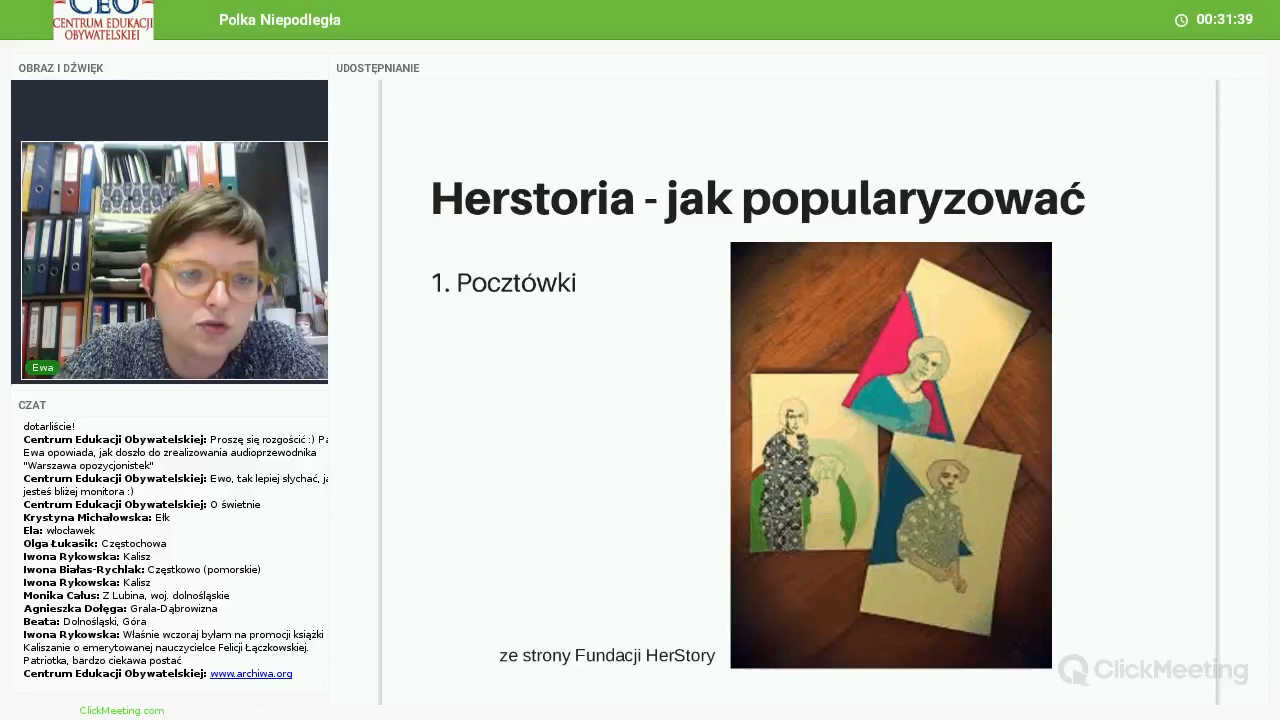 CEO
CENTRUM EDUKACJI
OBYWATELSKIEJ
Polka Niepodległa
00:31:39
OBRAZ I DŹWIĘK
UDOSTĘPNIANIE
Ewa
CZAT
dotarliście!
Centrum Edukacji Obywatelskiej: Proszę się rozgościć :) Pa
Ewa opowiada, jak doszło do zrealizowania audioprzewodnika
"Warszawa opozycjonistek"
Centrum Edukacji Obywatelskiej: Ewo, tak lepiej słychać, ja
jesteś bliżej monitora :)
Centrum Edukacji Obywatelskiej: O świetnie
Krystyna Michałowska: Ełk
Ela: włocławek
Olga Łukasik: Częstochowa
Iwona Rykowska: Kalisz
Iwona Białas-Rychlak: Częstkowo (pomorskie)
Iwona Rykowska: Kalisz
Monika Całus: Z Lubina, woj. dolnośląskie
Agnieszka Dołęga: Grala-Dąbrowizna
Beata: Dolnośląski, Góra
Iwona Rykowska: Właśnie wczoraj byłam na promocji książki
Kaliszanie o emerytowanej nauczycielce Felicji Łączkowskiej.
Patriotka, bardzo ciekawa postać
Centrum Edukacji Obywatelskiej: www.archiwa.org
ClickMeeting.com
Herstoria - jak popularyzować
1. Pocztówki
ze strony Fundacji HerStory
ClickMeeting